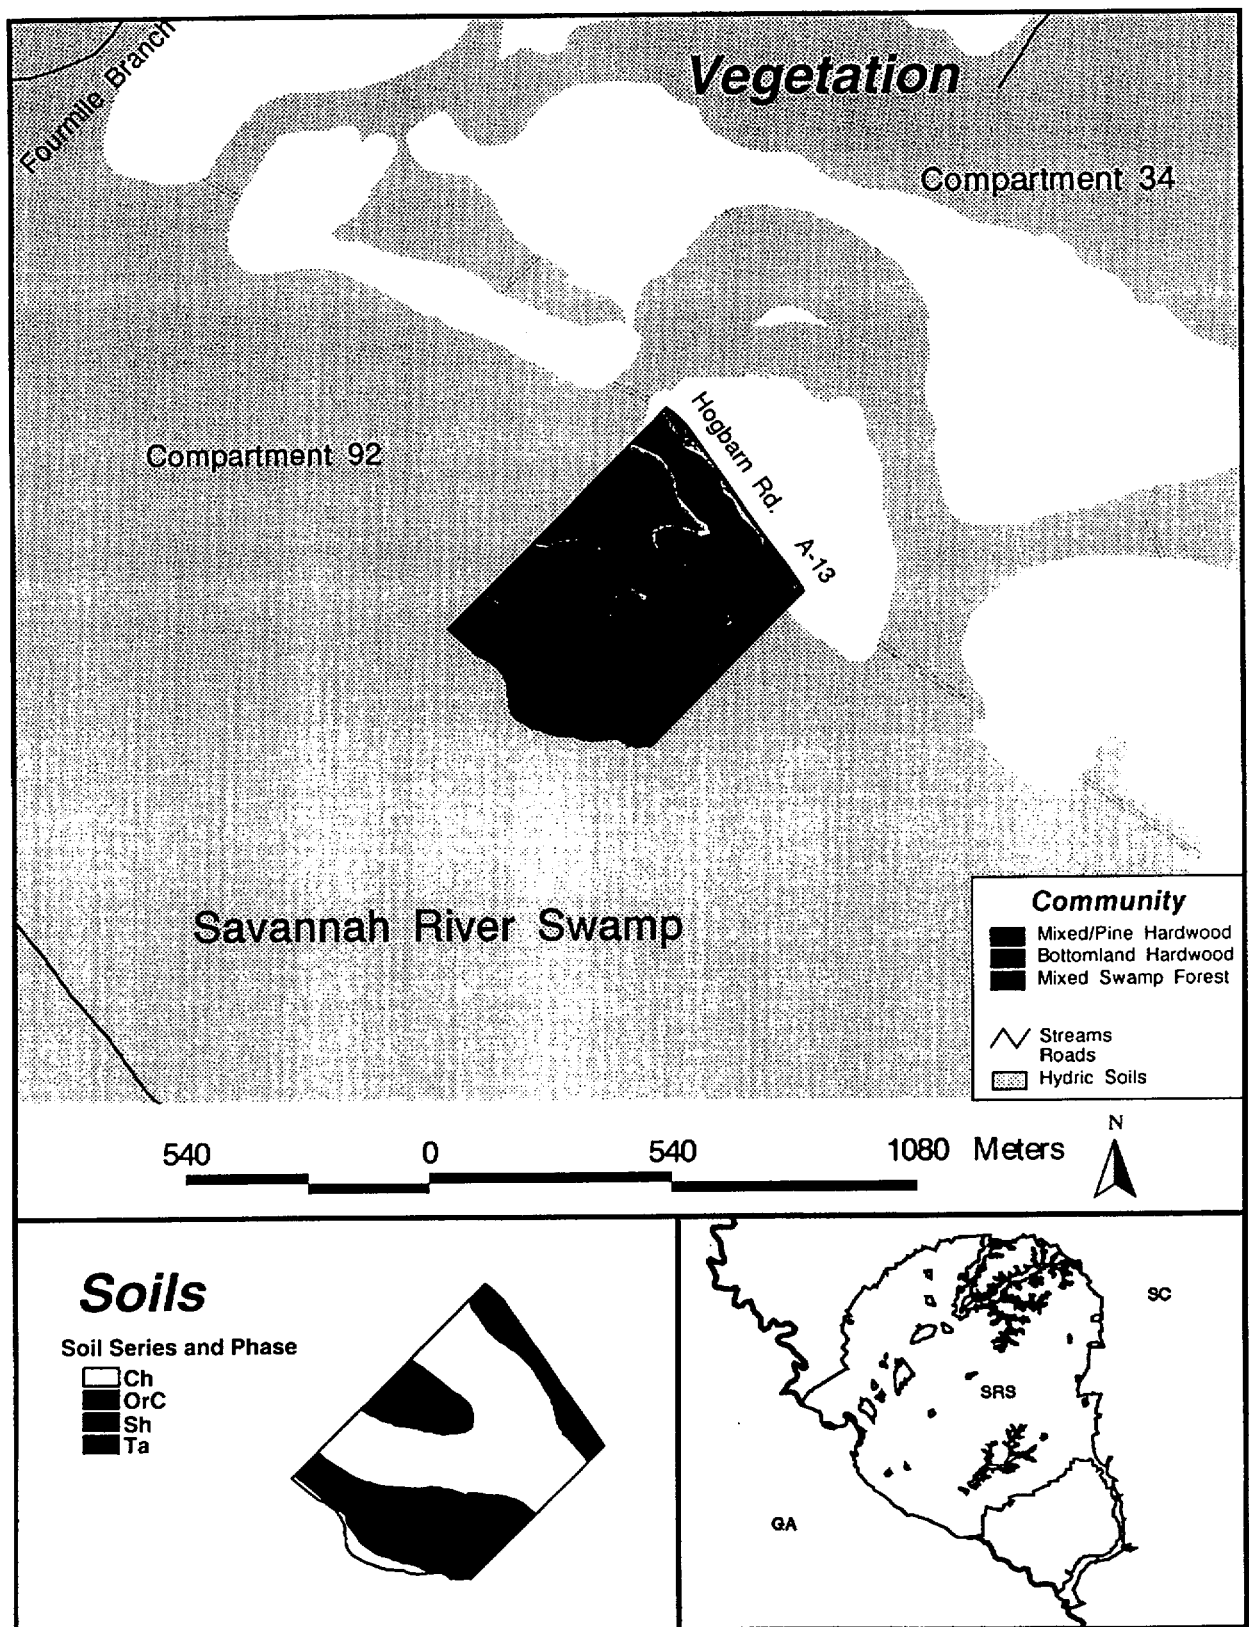 Vegetation
Fourmile Branch
Compartment 34
Hogbarn Rd.
A-13
Compartment 92
Savannah River Swamp
Community
Mixed/Pine Hardwood
Bottomland Hardwood
Mixed Swamp Forest
Streams
Roads
Hydric Soils
540 0 540 1080 Meters
N
Soils
Soil Series and Phase
Ch
OrC
Sh
Ta
SC
SRS
GA